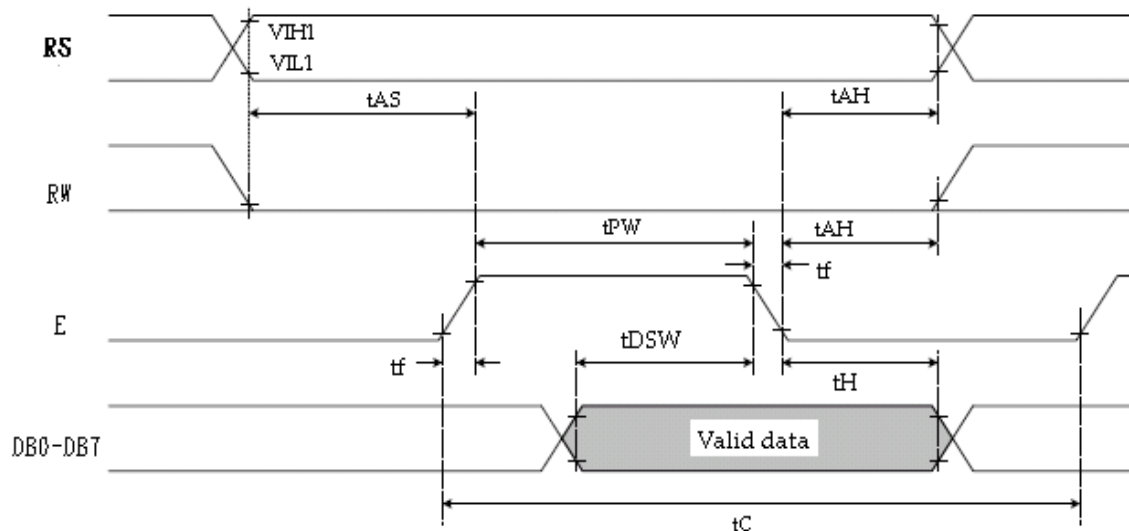 RS
VIH1
VIL1
tAS
tAH
RW
tPW
tAH
tf
E
tDSW
tf
tH
DB0-DB7
Valid data
tC